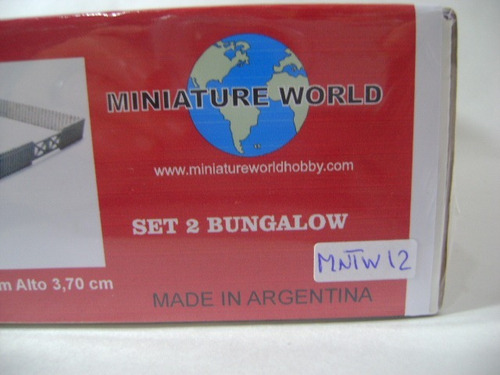 MINIATURE WORLD
www.miniatureworldhobby.com
SET 2 BUNGALOW
MNTW12
m Alto 3,70 cm
MADE IN ARGENTINA